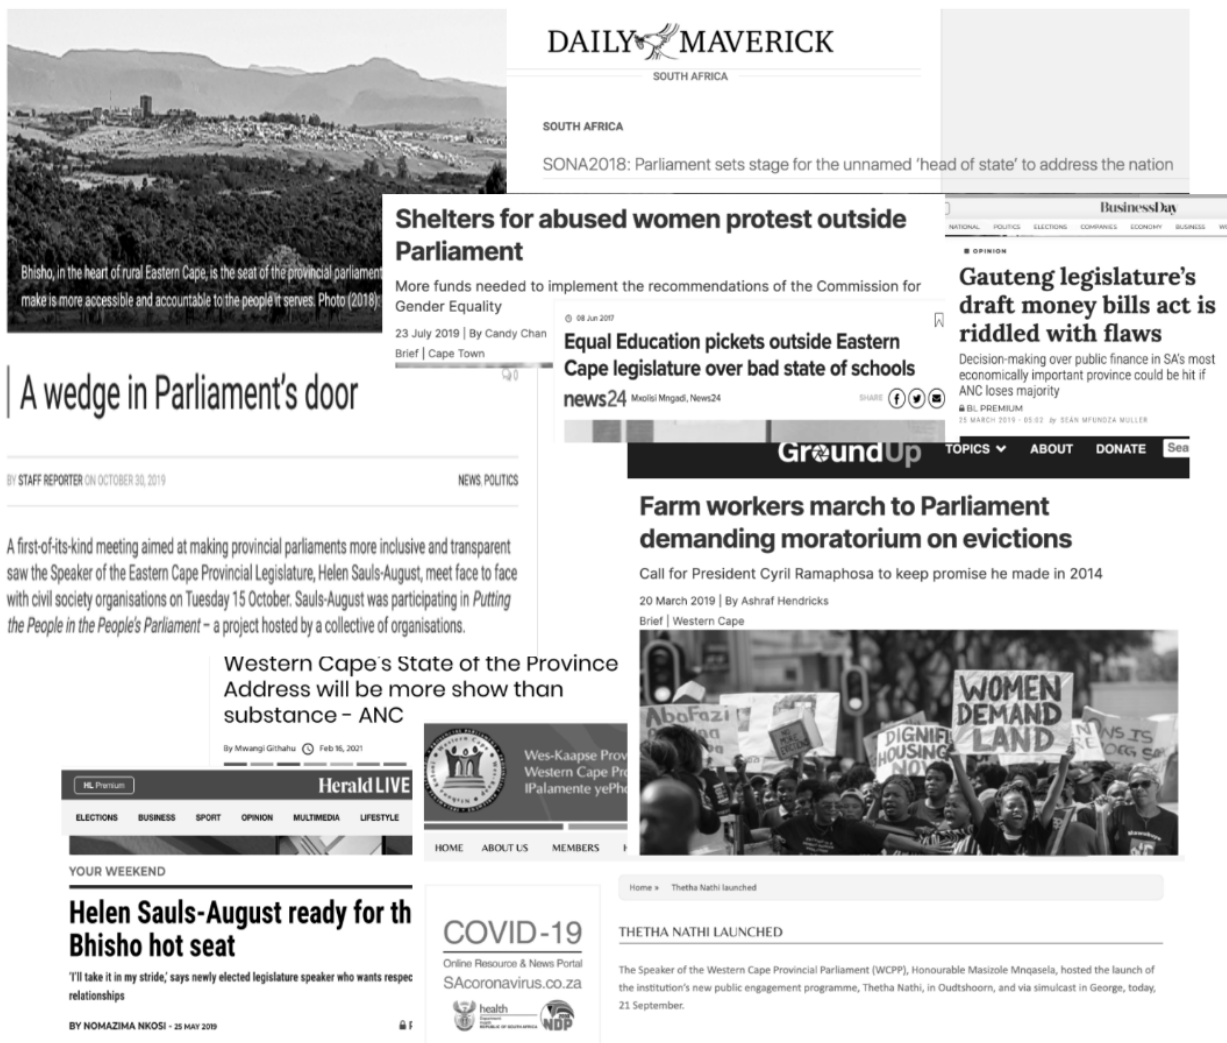 DAILY MAVERICK
SOUTH AFRICA
SOUTH AFRICA
SONA2018: Parliament sets stage for the unnamed 'head of state' to address the nation
Bhisho, in the heart of rural Eastern Cape, is the seat of the provincial parliament
make is more accessible and accountable to the people it serves. Photo (2018):
Shelters for abused women protest outside
Parliament
More funds needed to implement the recommendations of the Commission for
Gender Equality
23 July 2019 | By Candy Chan
Brief | Cape Town
BusinessDay
NATIONAL POLITICS ELECTIONS COMPANIES ECONOMY BUSINESS
OPINION
Gauteng legislature's
draft money bills act is
riddled with flaws
Decision-making over public finance in SA's most
economically important province could be hit if
ANC loses majority
BL PREMIUM
25 MARCH 2019 - 05:02 by SEÁN MFUNDZA MULLER
08 Jun 2017
Equal Education pickets outside Eastern
Cape legislature over bad state of schools
news24 Mxolisi Mngadi, News24
SHARE
0
A wedge in Parliament's door
BY STAFF REPORTER ON OCTOBER 30, 2019
NEWS, POLITICS
A first-of-its-kind meeting aimed at making provincial parliaments more inclusive and transparent
saw the Speaker of the Eastern Cape Provincial Legislature, Helen Sauls-August, meet face to face
with civil society organisations on Tuesday 15 October. Sauls-August was participating in Putting
the People in the People's Parliament – a project hosted by a collective of organisations.
GroundUp TOPICS ABOUT DONATE Sea
Farm workers march to Parliament
demanding moratorium on evictions
Call for President Cyril Ramaphosa to keep promise he made in 2014
20 March 2019 | By Ashraf Hendricks
Brief | Western Cape
AbaFazi
WOMEN
DEMAND
LAND
DIGNIFI
HOUSING
NOW
Western Cape's State of the Province
Address will be more show than
substance - ANC
By Mwangi Githahu Feb 16, 2021
Wes-Kaapse Prov
Western Cape Pro
IPalamente yePho
HOME ABOUT US MEMBERS
HL Premium
Herald LIVE
ELECTIONS BUSINESS SPORT OPINION MULTIMEDIA LIFESTYLE
YOUR WEEKEND
Helen Sauls-August ready for th
Bhisho hot seat
'I'll take it in my stride,' says newly elected legislature speaker who wants respec
relationships
BY NOMAZIMA NKOSI - 25 MAY 2019
COVID-19
Online Resource & News Portal
SAcoronavirus.co.za
health
Department:
Health
REPUBLIC OF SOUTH AFRICA
NDP
Home » Thetha Nathi launched
THETHA NATHI LAUNCHED
The Speaker of the Western Cape Provincial Parliament (WCPP), Honourable Masizole Mnqasela, hosted the launch of
the institution's new public engagement programme, Thetha Nathi, in Oudtshoorn, and via simulcast in George, today,
21 September.